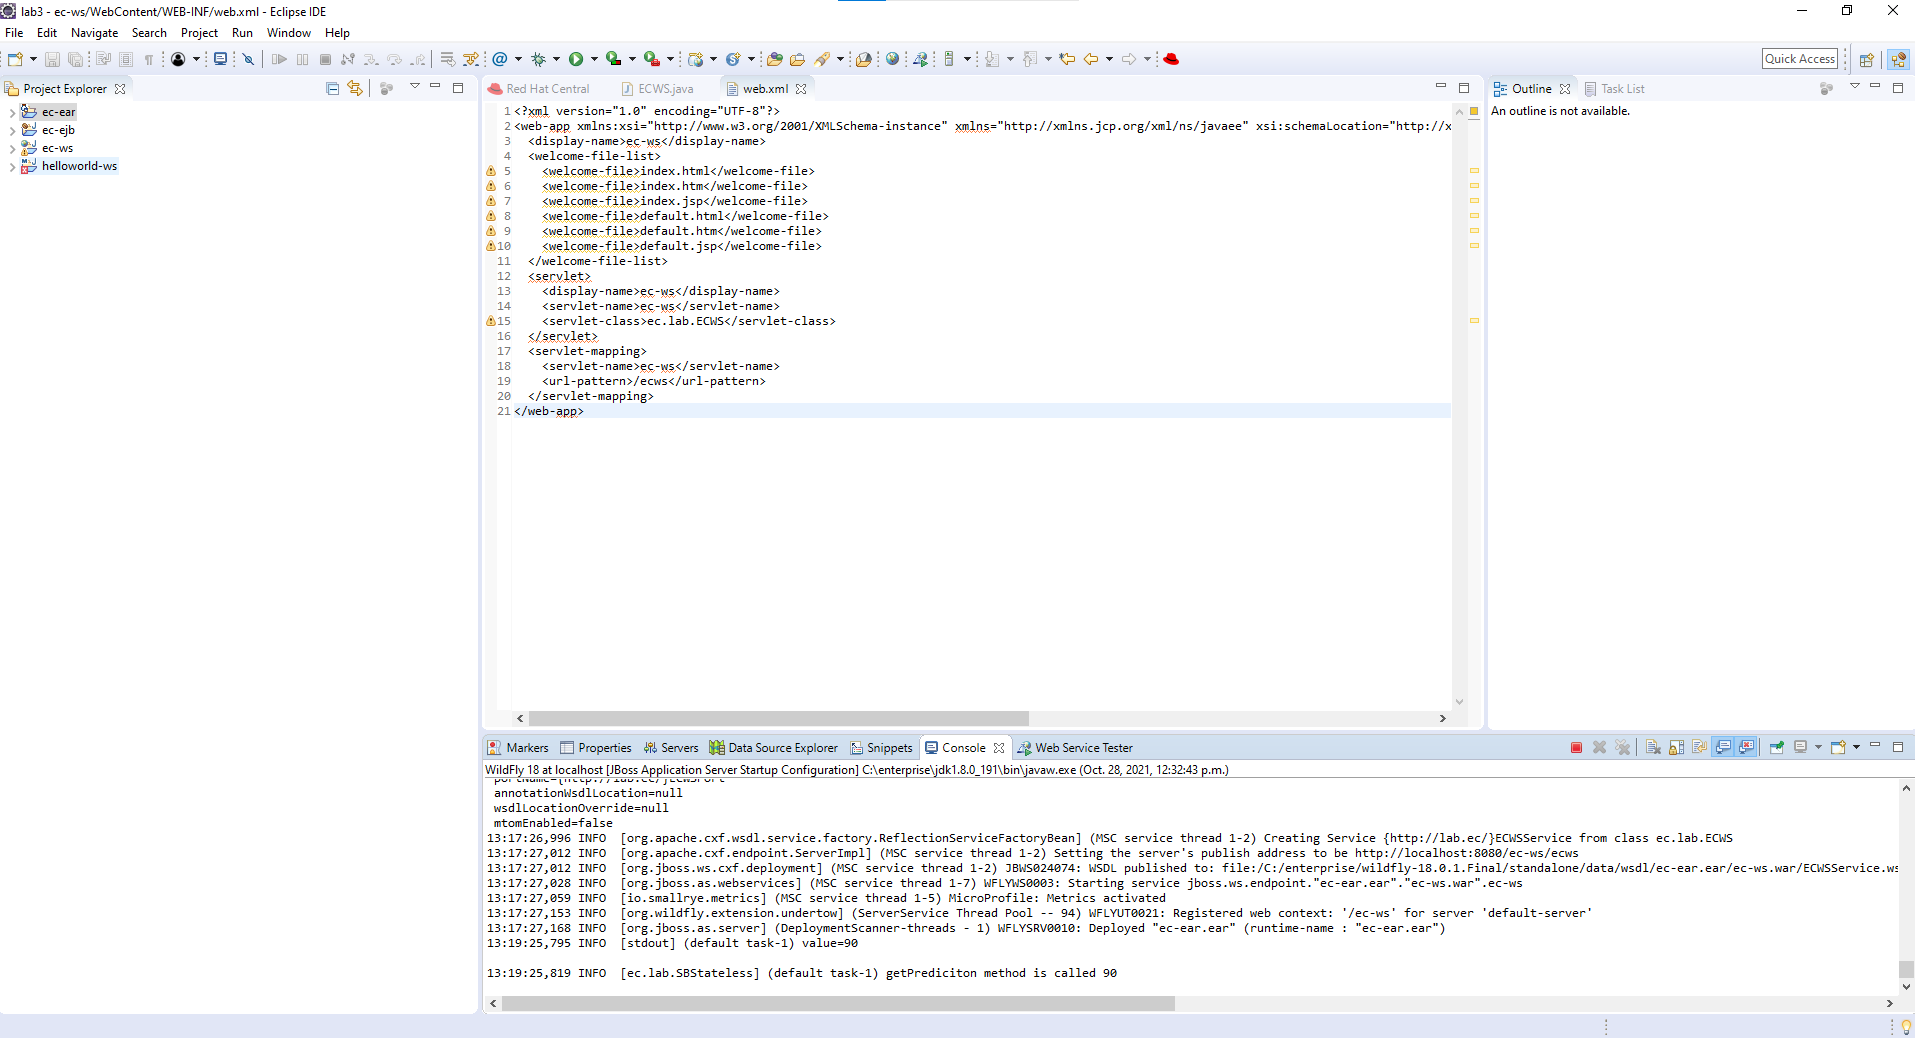 lab3 - ec-ws/WebContent/WEB-INF/web.xml - Eclipse IDE
File Edit Navigate Search Project Run Window Help
Quick Access
Project Explorer
ec-ear
ec-ejb
ec-ws
helloworld-ws
Red Hat Central ECWS.java web.xml
1 <?xml version="1.0" encoding="UTF-8"?>
2 <web-app xmlns:xsi="http://www.w3.org/2001/XMLSchema-instance" xmlns="http://xmlns.jcp.org/xml/ns/javaee" xsi:schemaLocation="http://x
3 <display-name>ec-ws</display-name>
4 <welcome-file-list>
5 <welcome-file>index.html</welcome-file>
6 <welcome-file>index.htm</welcome-file>
7 <welcome-file>index.jsp</welcome-file>
8 <welcome-file>default.html</welcome-file>
9 <welcome-file>default.htm</welcome-file>
10 <welcome-file>default.jsp</welcome-file>
11 </welcome-file-list>
12 <servlet>
13 <display-name>ec-ws</display-name>
14 <servlet-name>ec-ws</servlet-name>
15 <servlet-class>ec.lab.ECWS</servlet-class>
16 </servlet>
17 <servlet-mapping>
18 <servlet-name>ec-ws</servlet-name>
19 <url-pattern>/ecws</url-pattern>
20 </servlet-mapping>
21 </web-app>
Outline Task List
An outline is not available.
Markers Properties Servers Data Source Explorer Snippets Console Web Service Tester
WildFly 18 at localhost [JBoss Application Server Startup Configuration] C:\enterprise\jdk1.8.0_191\bin\javaw.exe (Oct. 28, 2021, 12:32:43 p.m.)
annotationWsdlLocation=null
wsdlLocationOverride=null
mtomEnabled=false
13:17:26,996 INFO [org.apache.cxf.wsdl.service.factory.ReflectionServiceFactoryBean] (MSC service thread 1-2) Creating Service {http://lab.ec/}ECWSService from class ec.lab.ECWS
13:17:27,012 INFO [org.apache.cxf.endpoint.ServerImpl] (MSC service thread 1-2) Setting the server's publish address to be http://localhost:8080/ec-ws/ecws
13:17:27,012 INFO [org.jboss.ws.cxf.deployment] (MSC service thread 1-2) JBWS024074: WSDL published to: file:/C:/enterprise/wildfly-18.0.1.Final/standalone/data/wsdl/ec-ear.ear/ec-ws.war/ECWSService.ws
13:17:27,028 INFO [org.jboss.as.webservices] (MSC service thread 1-7) WFLYWS0003: Starting service jboss.ws.endpoint."ec-ear.ear"."ec-ws.war".ec-ws
13:17:27,059 INFO [io.smallrye.metrics] (MSC service thread 1-5) MicroProfile: Metrics activated
13:17:27,153 INFO [org.wildfly.extension.undertow] (ServerService Thread Pool -- 94) WFLYUT0021: Registered web context: '/ec-ws' for server 'default-server'
13:17:27,168 INFO [org.jboss.as.server] (DeploymentScanner-threads - 1) WFLYSRV0010: Deployed "ec-ear.ear" (runtime-name : "ec-ear.ear")
13:19:25,795 INFO [stdout] (default task-1) value=90
13:19:25,819 INFO [ec.lab.SBStateless] (default task-1) getPrediciton method is called 90